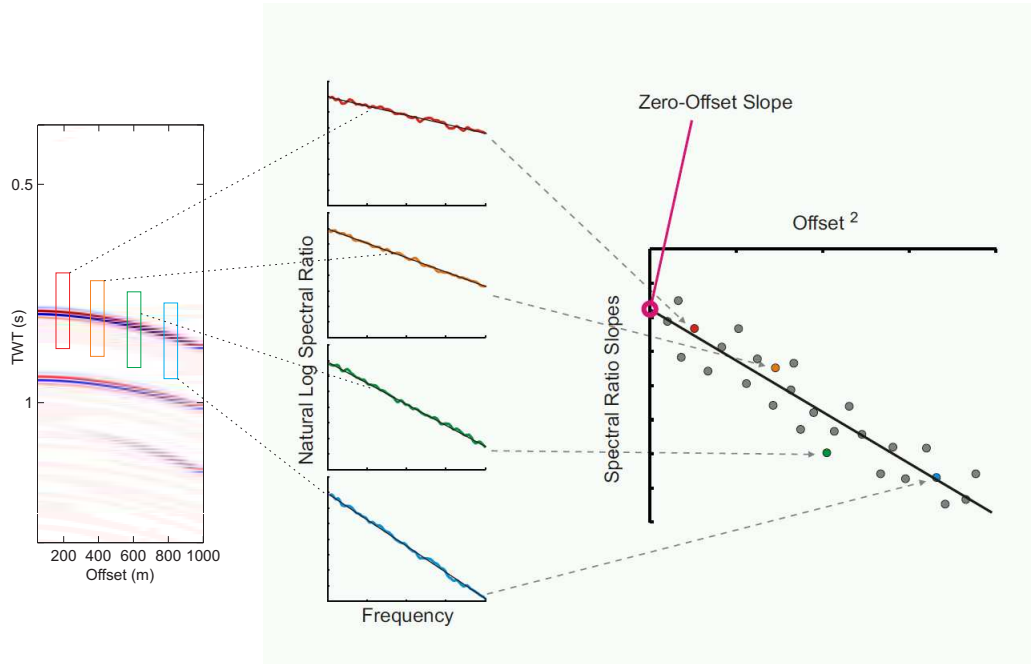 TWT (s)
0.5
1
200 400 600 800 1000
Offset (m)
Natural Log Spectral Ratio
Frequency
Zero-Offset Slope
Offset 2
Spectral Ratio Slopes